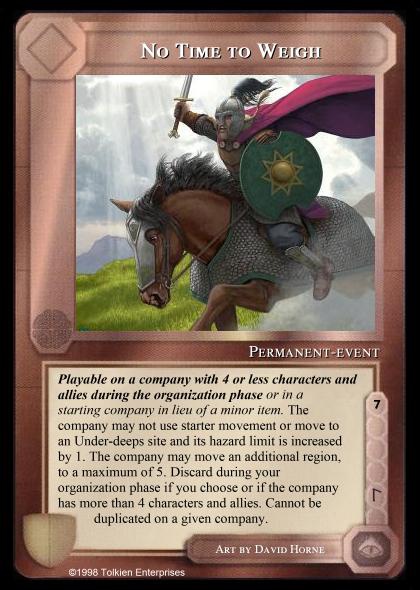 No Time to Weigh
Permanent-event
Playable on a company with 4 or less characters and
allies during the organization phase or in a
starting company in lieu of a minor item. The
company may not use starter movement or move to
an Under-deeps site and its hazard limit is increased
by 1. The company may move an additional region,
to a maximum of 5. Discard during your
organization phase if you choose or if the company
has more than 4 characters and allies. Cannot be
duplicated on a given company.
7
Art by David Horne
©1998 Tolkien Enterprises